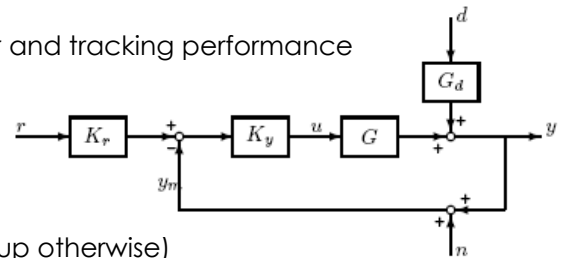 r and tracking performance
d
G_d
+
r
K_r
+
−
K_y
u
G
+
y
y_m
+
+
n
up otherwise)